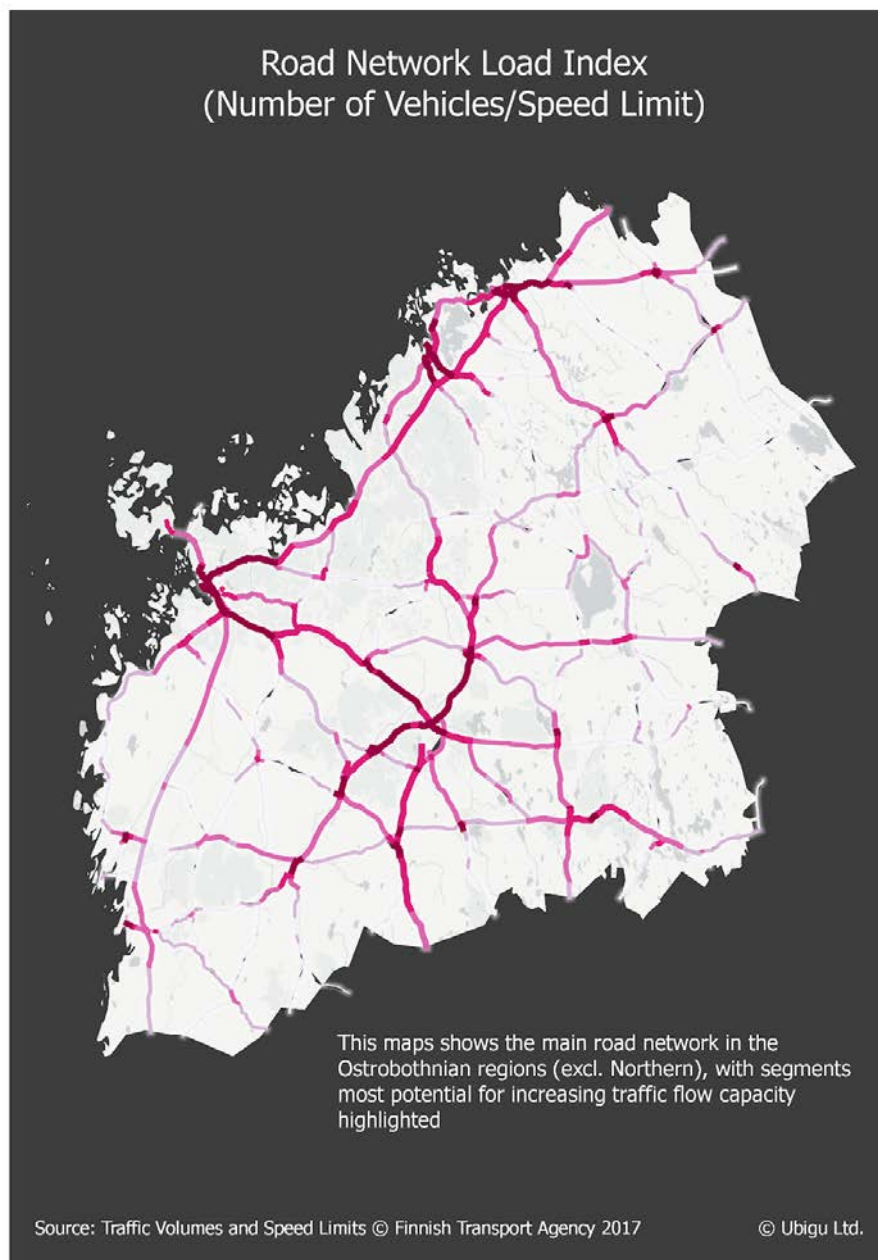 Road Network Load Index
(Number of Vehicles/Speed Limit)
This maps shows the main road network in the
Ostrobothnian regions (excl. Northern), with segments
most potential for increasing traffic flow capacity
highlighted
Source: Traffic Volumes and Speed Limits © Finnish Transport Agency 2017
© Ubigu Ltd.